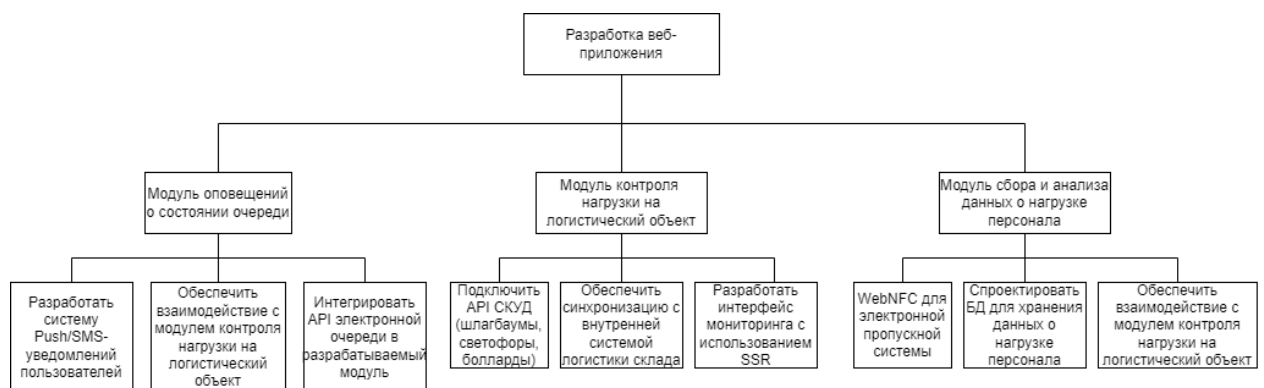 Разработка веб-
приложения
Модуль оповещений
о состоянии очереди
Модуль контроля
нагрузки на
логистический объект
Модуль сбора и анализа
данных о нагрузке
персонала
Разработать
систему
Push/SMS-
уведомлений
пользователей
Обеспечить
взаимодействие с
модулем контроля
нагрузки на
логистический
объект
Интегрировать
API электронной
очереди в
разрабатываемый
модуль
Подключить
API СКУД
(шлагбаумы,
светофоры,
болларды)
Обеспечить
синхронизацию с
внутренней
системой
логистики склада
Разработать
интерфейс
мониторинга с
использованием
SSR
WebNFC для
электронной
пропускной
системы
Спроектировать
БД для хранения
данных о
нагрузке
персонала
Обеспечить
взаимодействие с
модулем контроля
нагрузки на
логистический объект